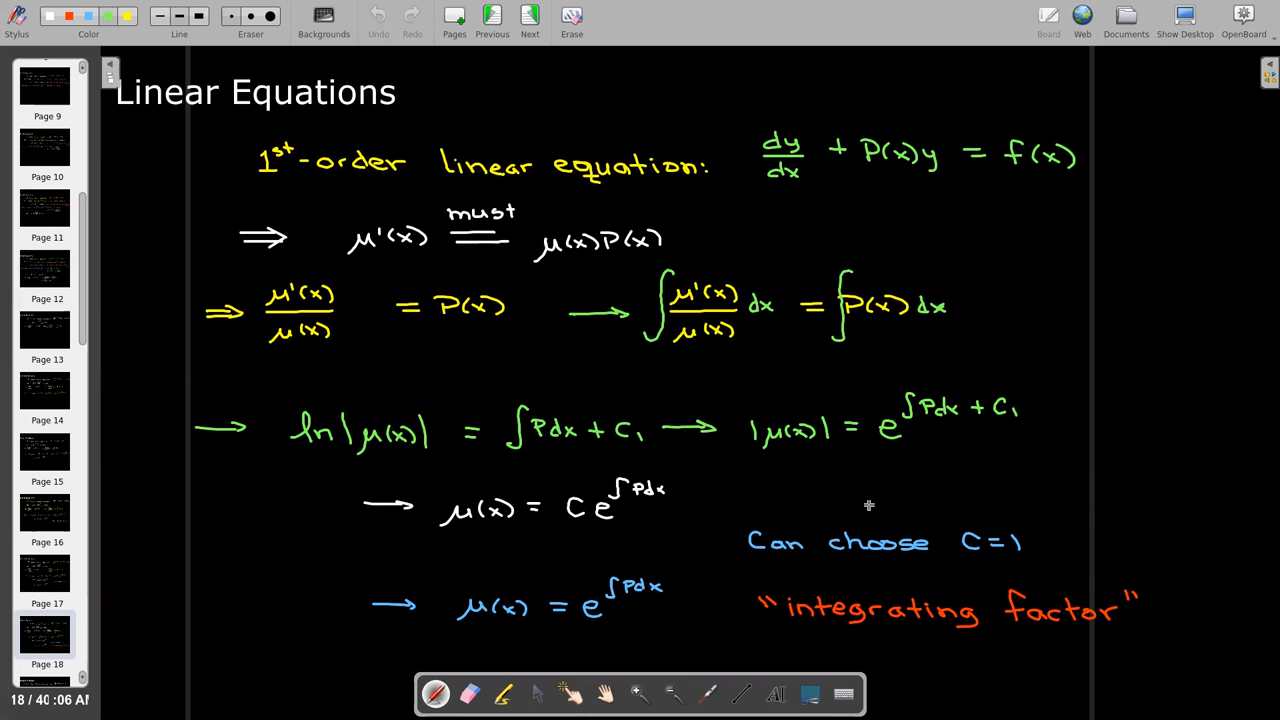 Stylus Color Line Eraser Backgrounds Undo Redo Pages Previous Next Erase Board Web Documents Show Desktop OpenBoard
Linear Equations
1st-order linear equation: dy/dx + P(x)y = f(x)
⟹ μ'(x) =(must) μ(x)P(x)
⟹ μ'(x)/μ(x) = P(x) ⟶ ∫ μ'(x)/μ(x) dx = ∫ P(x) dx
⟶ ln|μ(x)| = ∫Pdx + C₁ ⟶ |μ(x)| = e^(∫Pdx + C₁)
⟶ μ(x) = C e^(∫Pdx)
Can choose C=1
⟶ μ(x) = e^(∫Pdx) "integrating factor"
Page 9
Page 10
Page 11
Page 12
Page 13
Page 14
Page 15
Page 16
Page 17
Page 18
18 / 40 :06 AM